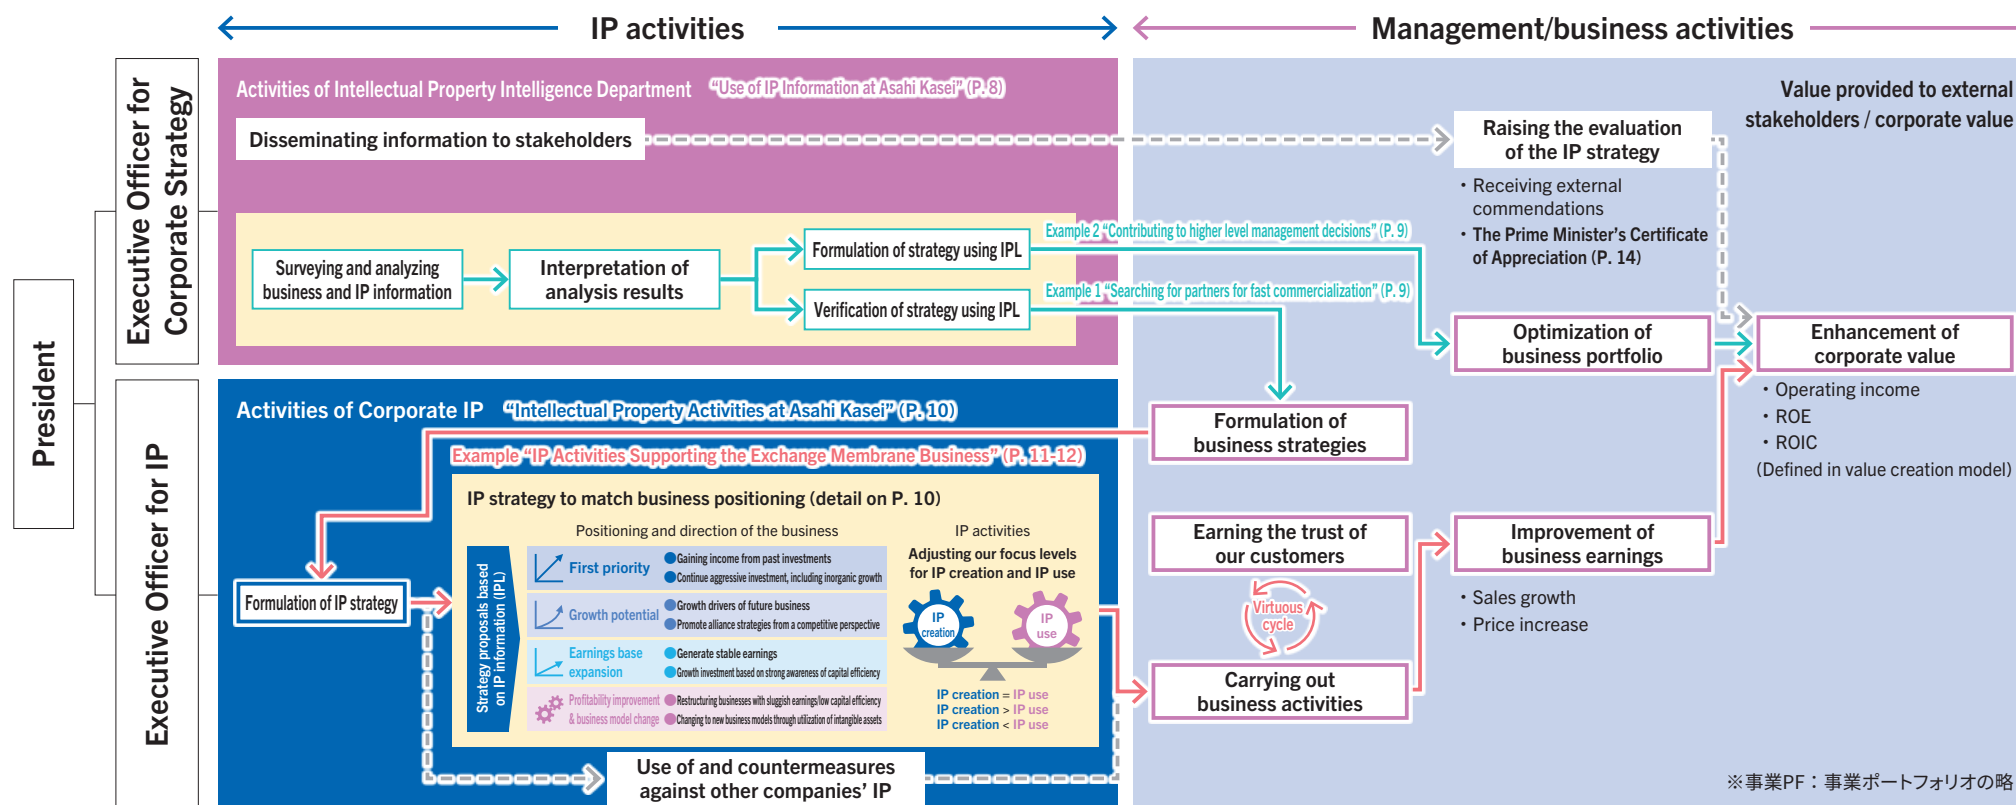 IP activities
Management/business activities
President
Executive Officer for
Corporate Strategy
Executive Officer for IP
Activities of Intellectual Property Intelligence Department “Use of IP Information at Asahi Kasei” (P. 8)
Disseminating information to stakeholders
Surveying and analyzing
business and IP information
Interpretation of
analysis results
Formulation of strategy using IPL
Verification of strategy using IPL
Example 2 “Contributing to higher level management decisions” (P. 9)
Example 1 “Searching for partners for fast commercialization” (P. 9)
Value provided to external
stakeholders / corporate value
Raising the evaluation
of the IP strategy
・Receiving external
commendations
・The Prime Minister’s Certificate
of Appreciation (P. 14)
Optimization of
business portfolio
Enhancement of
corporate value
・Operating income
・ROE
・ROIC
(Defined in value creation model)
Formulation of
business strategies
Activities of Corporate IP “Intellectual Property Activities at Asahi Kasei” (P. 10)
Example “IP Activities Supporting the Exchange Membrane Business” (P. 11-12)
Formulation of IP strategy
IP strategy to match business positioning (detail on P. 10)
Positioning and direction of the business
Strategy proposals based
on IP information (IPL)
First priority
●Gaining income from past investments
●Continue aggressive investment, including inorganic growth
Growth potential
●Growth drivers of future business
●Promote alliance strategies from a competitive perspective
Earnings base
expansion
●Generate stable earnings
●Growth investment based on strong awareness of capital efficiency
Profitability improvement
& business model change
●Restructuring businesses with sluggish earnings/low capital efficiency
●Changing to new business models through utilization of intangible assets
IP activities
Adjusting our focus levels
for IP creation and IP use
IP
creation
IP
use
IP creation = IP use
IP creation > IP use
IP creation < IP use
Use of and countermeasures
against other companies’ IP
Earning the trust of
our customers
Virtuous
cycle
Carrying out
business activities
Improvement of
business earnings
・Sales growth
・Price increase
※事業PF：事業ポートフォリオの略